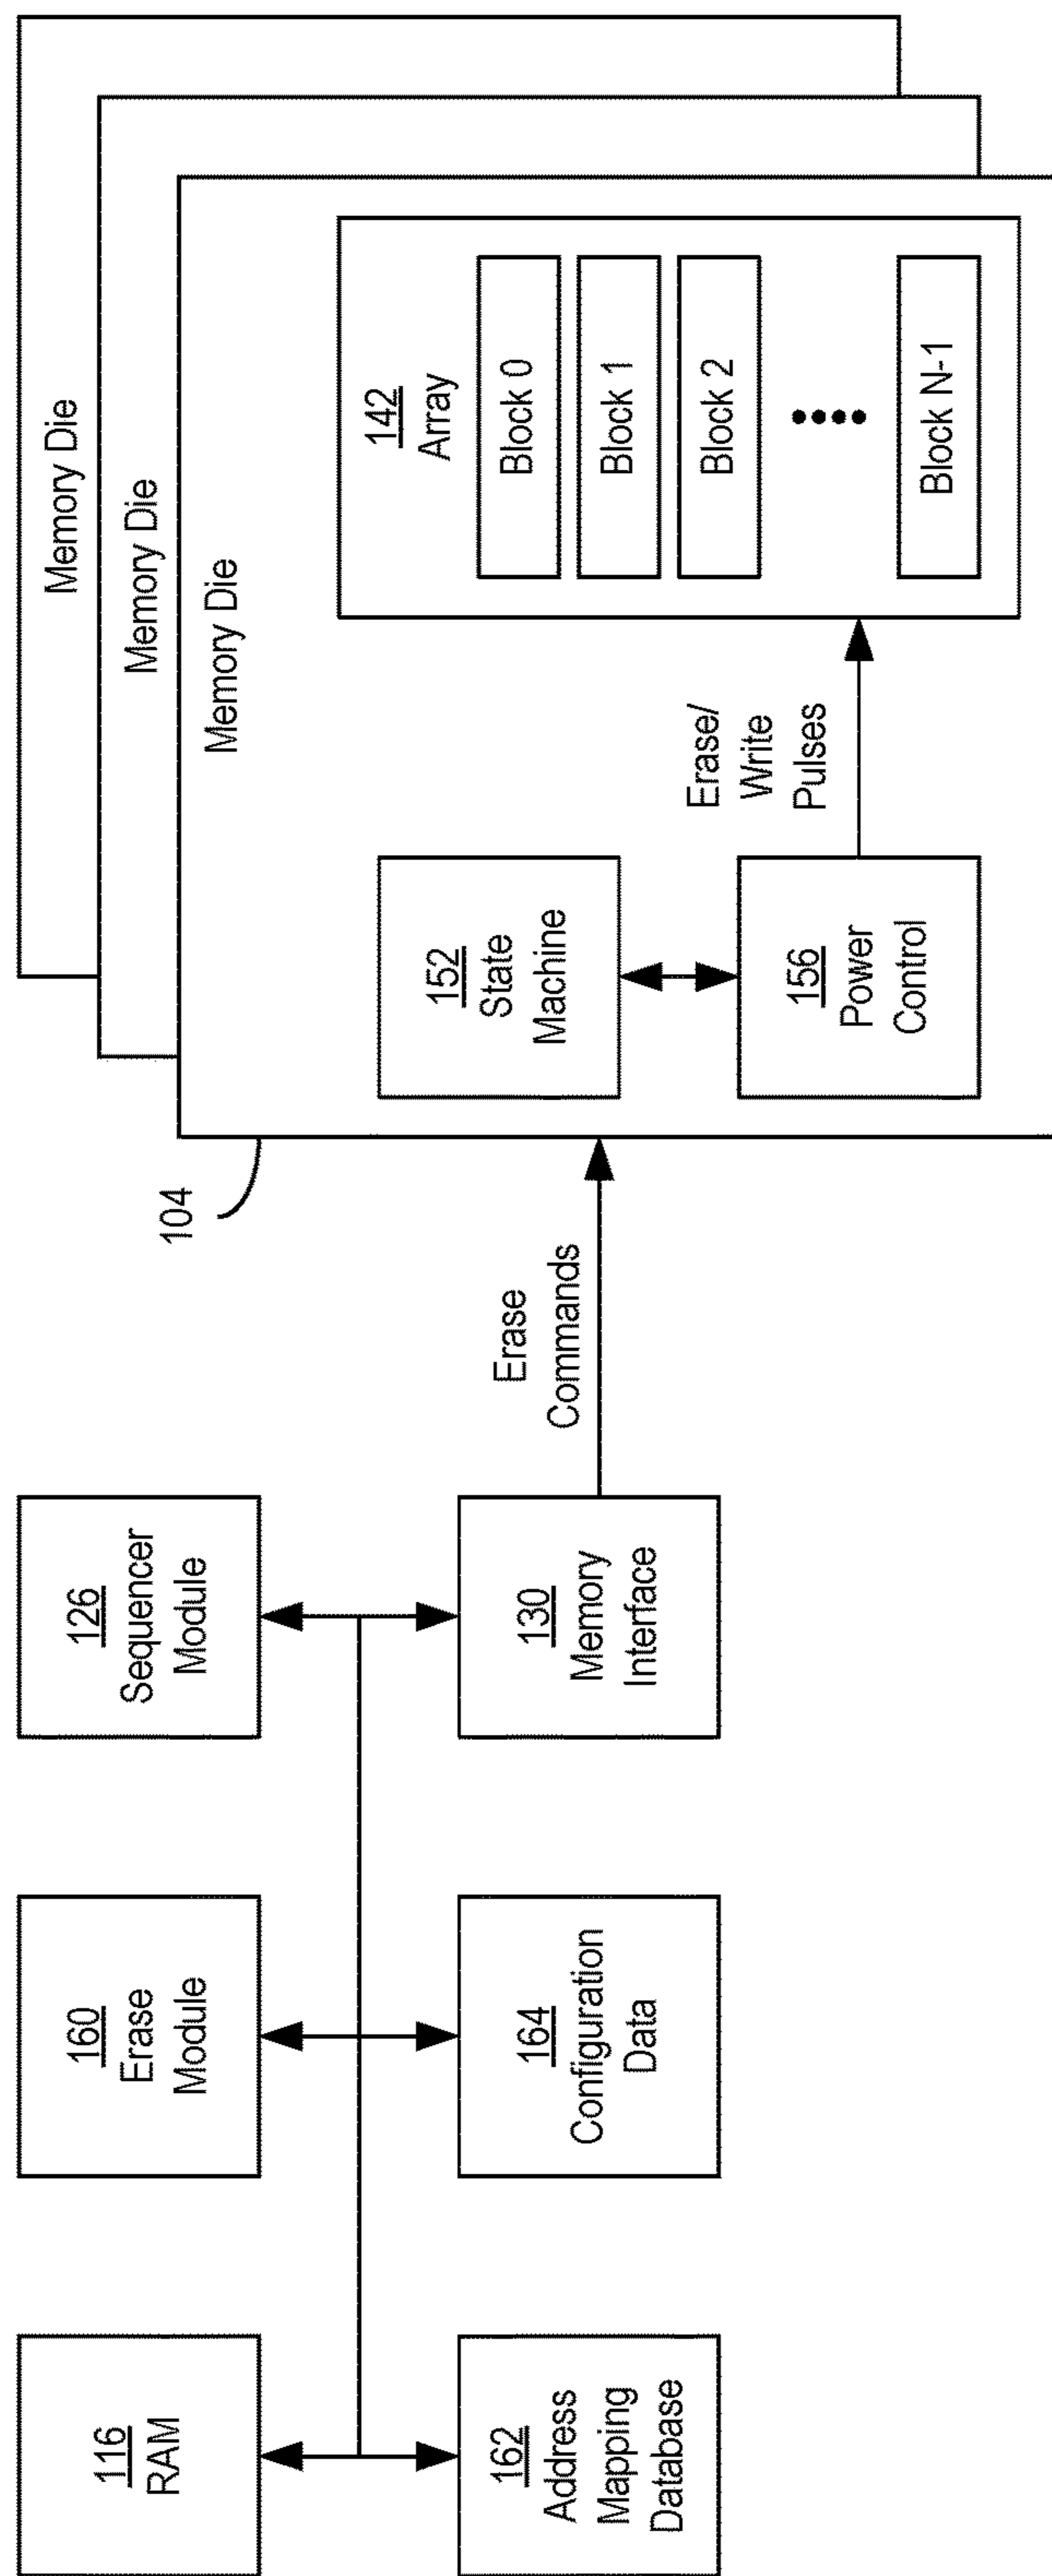 116
RAM
160
Erase
Module
126
Sequencer
Module
162
Address
Mapping
Database
164
Configuration
Data
130
Memory
Interface
Erase
Commands
104
Memory Die
Memory Die
Memory Die
152
State
Machine
156
Power
Control
Erase/
Write
Pulses
142
Array
Block 0
Block 1
Block 2
Block N-1